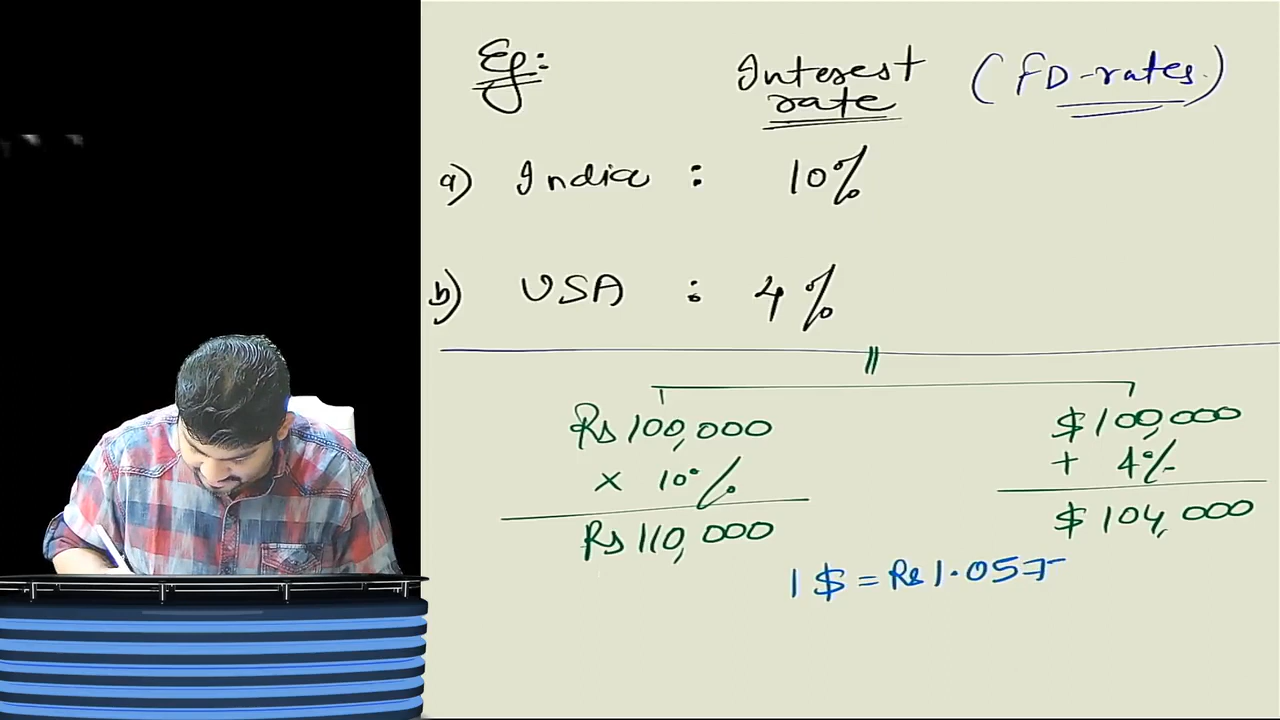 Eg: Interest rate (FD-rates.)
a) India : 10%
b) USA : 4%
Rs 100,000 $ 100,000
x 10% + 4%
Rs 110,000 $ 104,000
1 $ = Rs 1.057